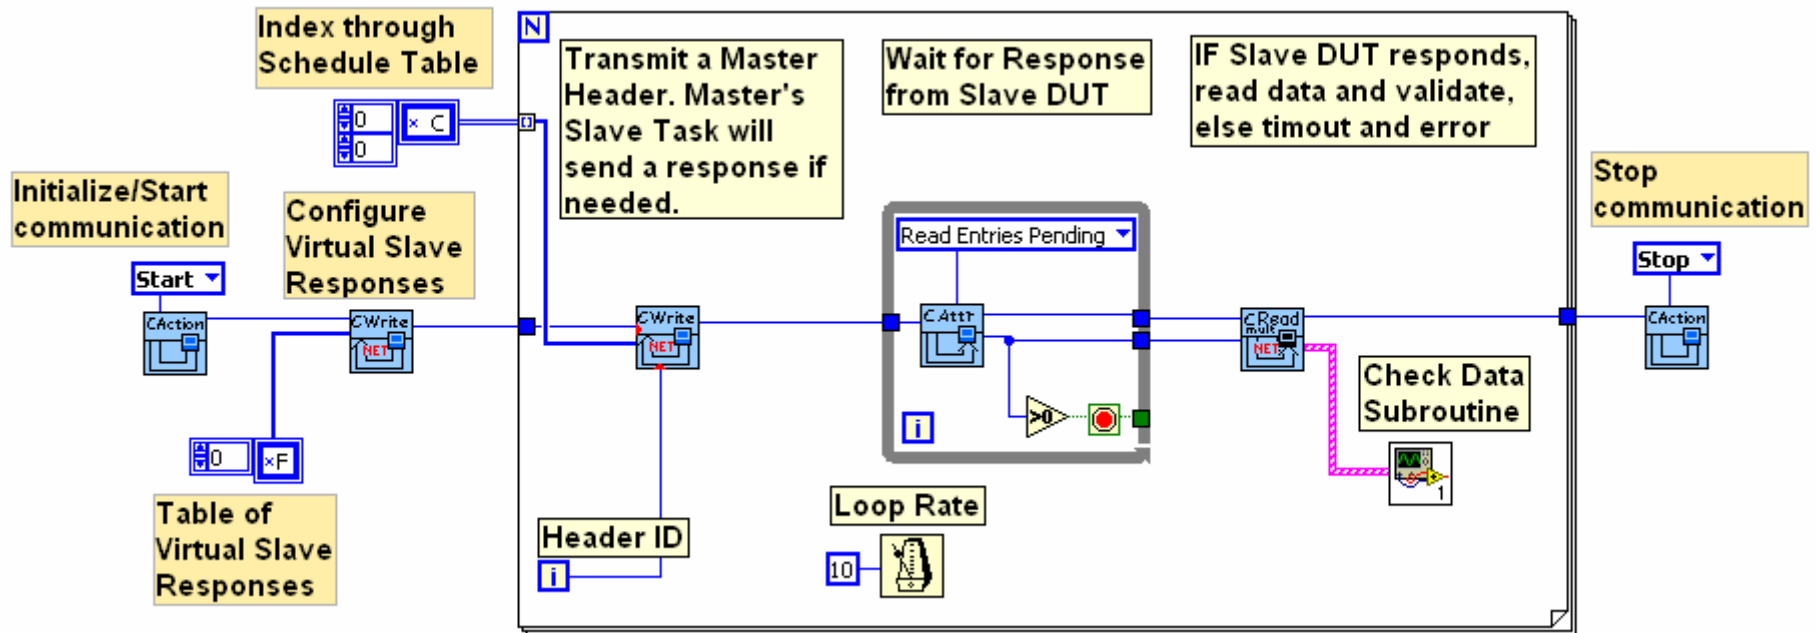 Index through
Schedule Table
0
0
× C
N
Transmit a Master
Header. Master's
Slave Task will
send a response if
needed.
Wait for Response
from Slave DUT
IF Slave DUT responds,
read data and validate,
else timout and error
Initialize/Start
communication
Start
CAction
Configure
Virtual Slave
Responses
CWrite
NET
0
×F
Table of
Virtual Slave
Responses
CWrite
NET
Header ID
i
Read Entries Pending
C Attr
>0
i
Loop Rate
10
C Read
mult
NET
Check Data
Subroutine
1
Stop
communication
Stop
CAction